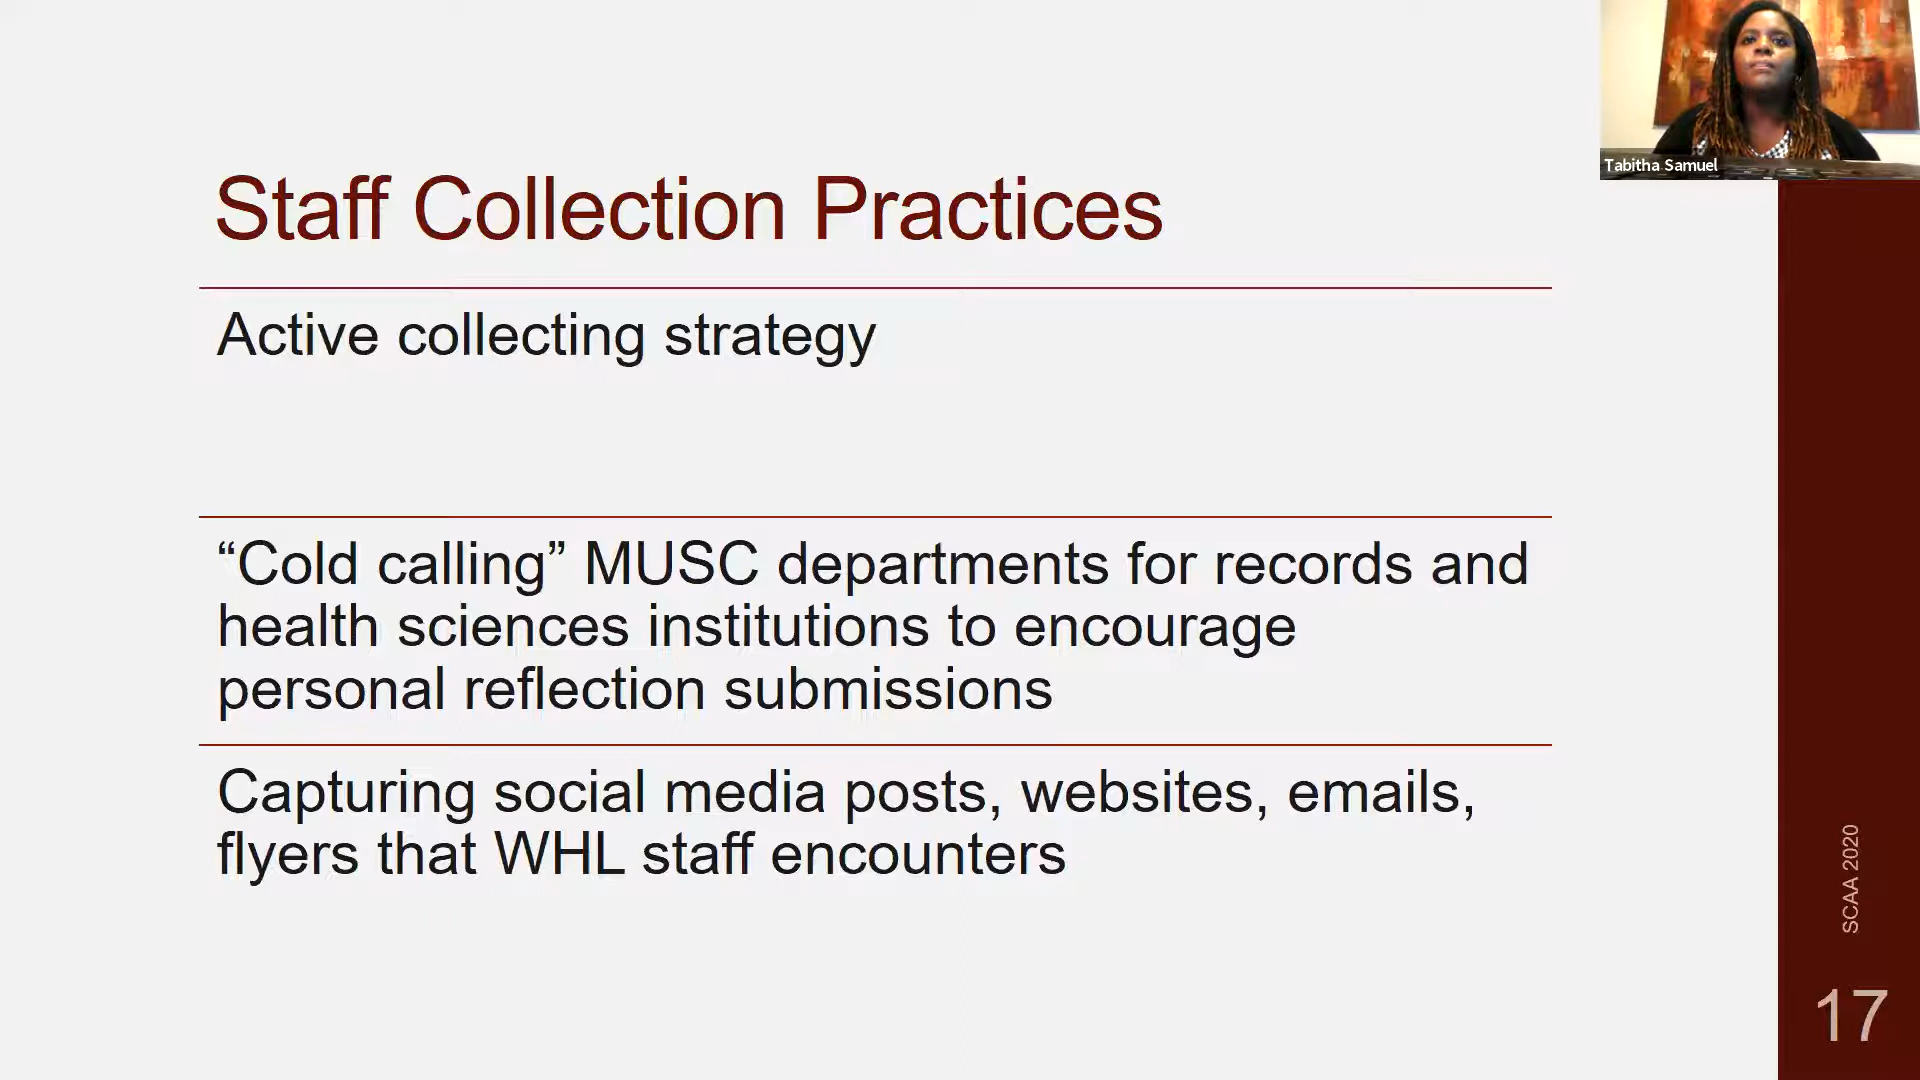 Tabitha Samuel
Staff Collection Practices
Active collecting strategy
“Cold calling” MUSC departments for records and
health sciences institutions to encourage
personal reflection submissions
Capturing social media posts, websites, emails,
flyers that WHL staff encounters
SCAA 2020
17